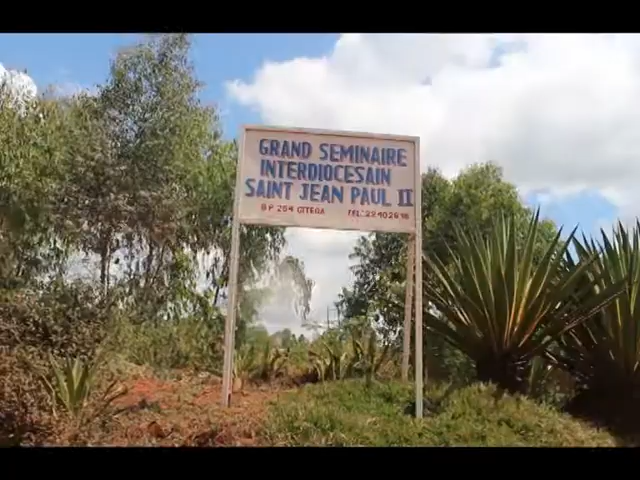 GRAND SEMINAIRE
INTERDIOCESAIN
SAINT JEAN PAUL II
B.P 254 GITEGA TEL: 22402616